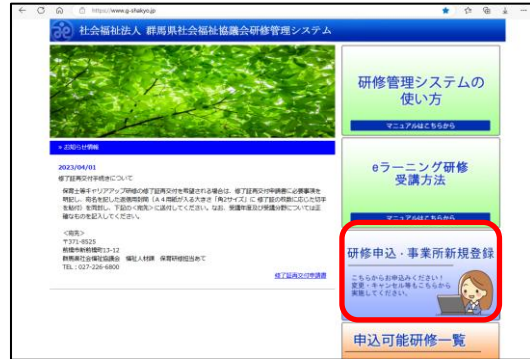 https://www.g-shakyo.jp
社会福祉法人 群馬県社会福祉協議会研修管理システム
» お知らせ情報
2023/04/01
修了証再交付手続きについて
保育士等キャリアアップ研修の修了証再交付を希望される場合は、修了証再交付申請書に必要事項を
明記し、宛名を記した返信用封筒（A４用紙が入る大きさ「角2サイズ」に 修了証の枚数に応じた切手
を貼付）を同封し、下記の＜宛先＞に送付してください。なお、受講年度及び受講分野については正
確なものを記入してください。
＜宛先＞
〒371-8525
前橋市新前橋町13-12
群馬県社会福祉協議会 福祉人材課 保育研修担当あて
TEL：027-226-6800
修了証再交付申請書
研修管理システムの
使い方
マニュアルはこちらから
eラーニング研修
受講方法
マニュアルはこちらから
研修申込・事業所新規登録
こちらからお申込みください！
変更・キャンセル等もこちらから
実施してください。
申込可能研修一覧